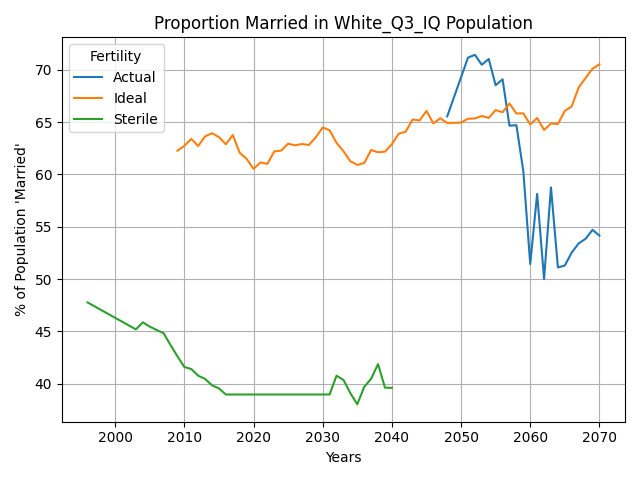 Proportion Married in White_Q3_IQ Population
Fertility
Actual
Ideal
Sterile
% of Population 'Married'
70
65
60
55
50
45
40
2000 2010 2020 2030 2040 2050 2060 2070
Years